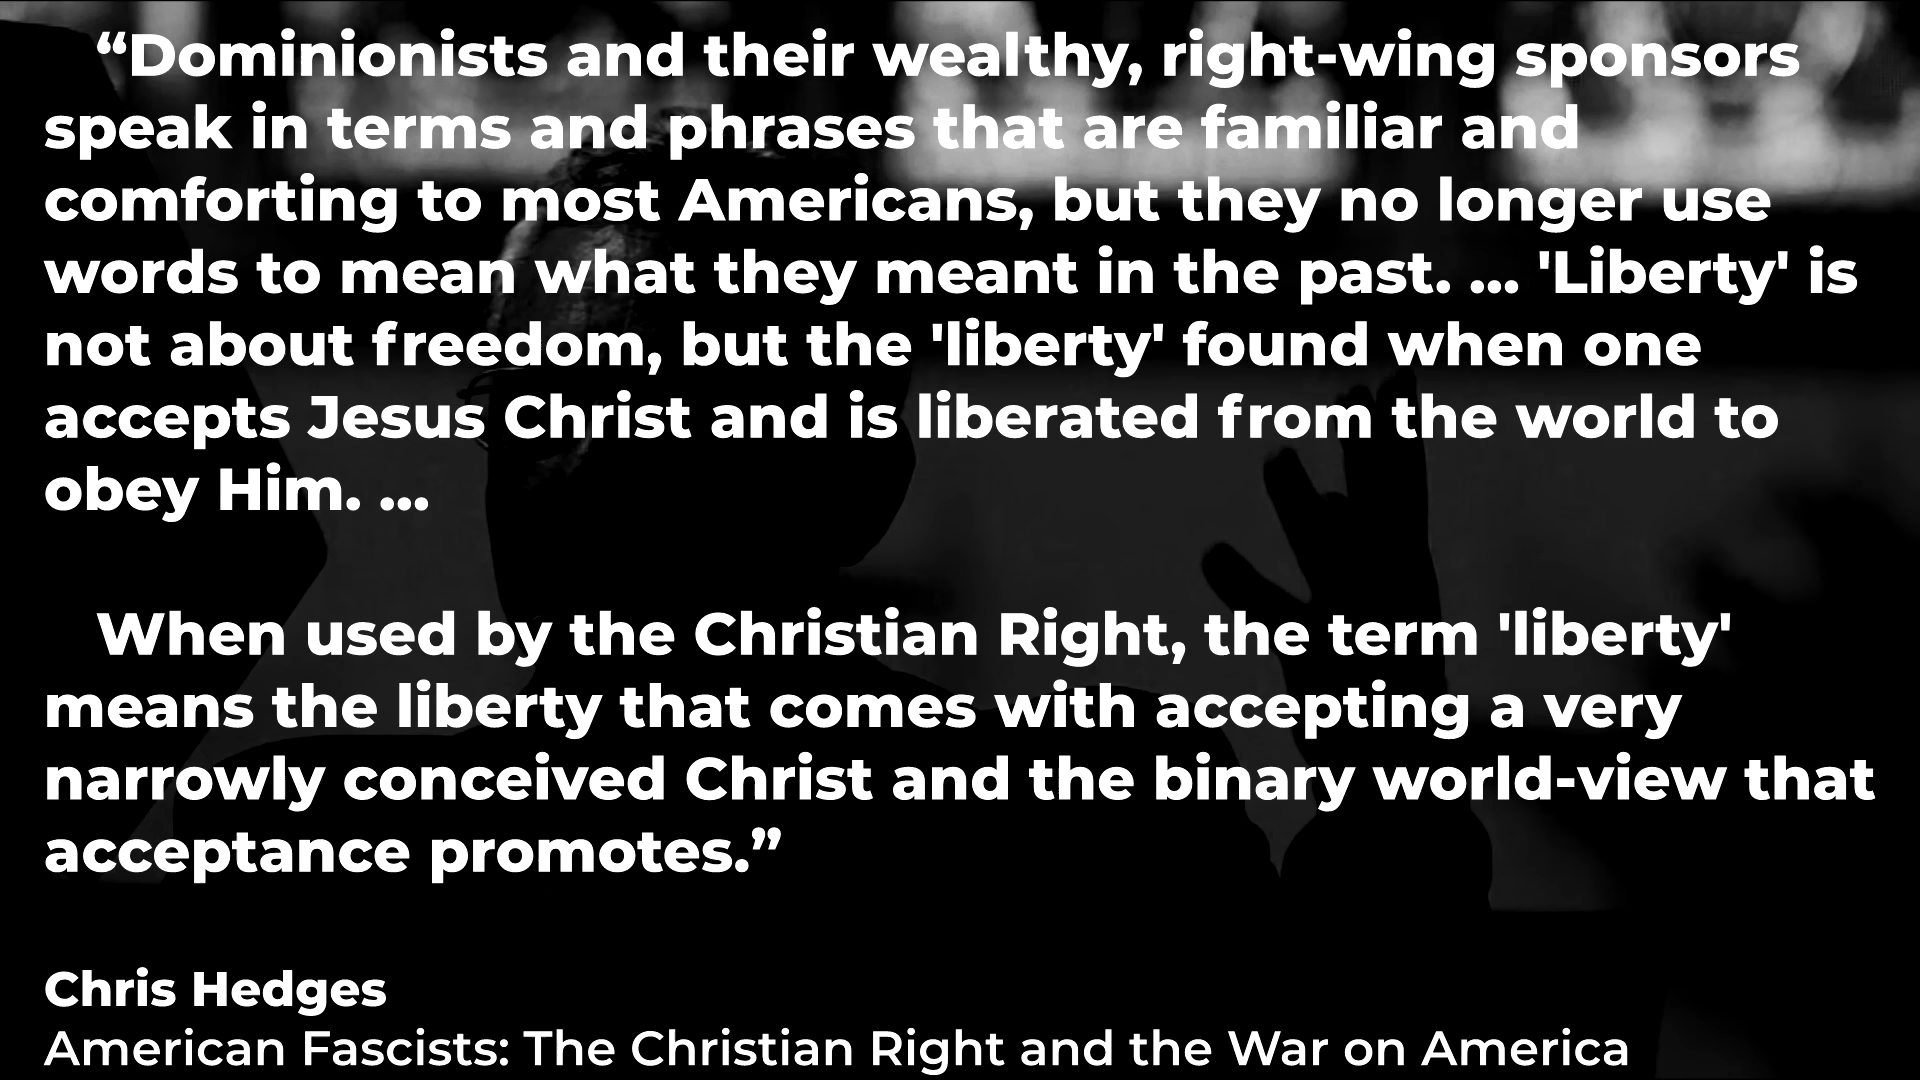 “Dominionists and their wealthy, right-wing sponsors
speak in terms and phrases that are familiar and
comforting to most Americans, but they no longer use
words to mean what they meant in the past. ... 'Liberty' is
not about freedom, but the 'liberty' found when one
accepts Jesus Christ and is liberated from the world to
obey Him. ...
When used by the Christian Right, the term 'liberty'
means the liberty that comes with accepting a very
narrowly conceived Christ and the binary world-view that
acceptance promotes.”
Chris Hedges
American Fascists: The Christian Right and the War on America